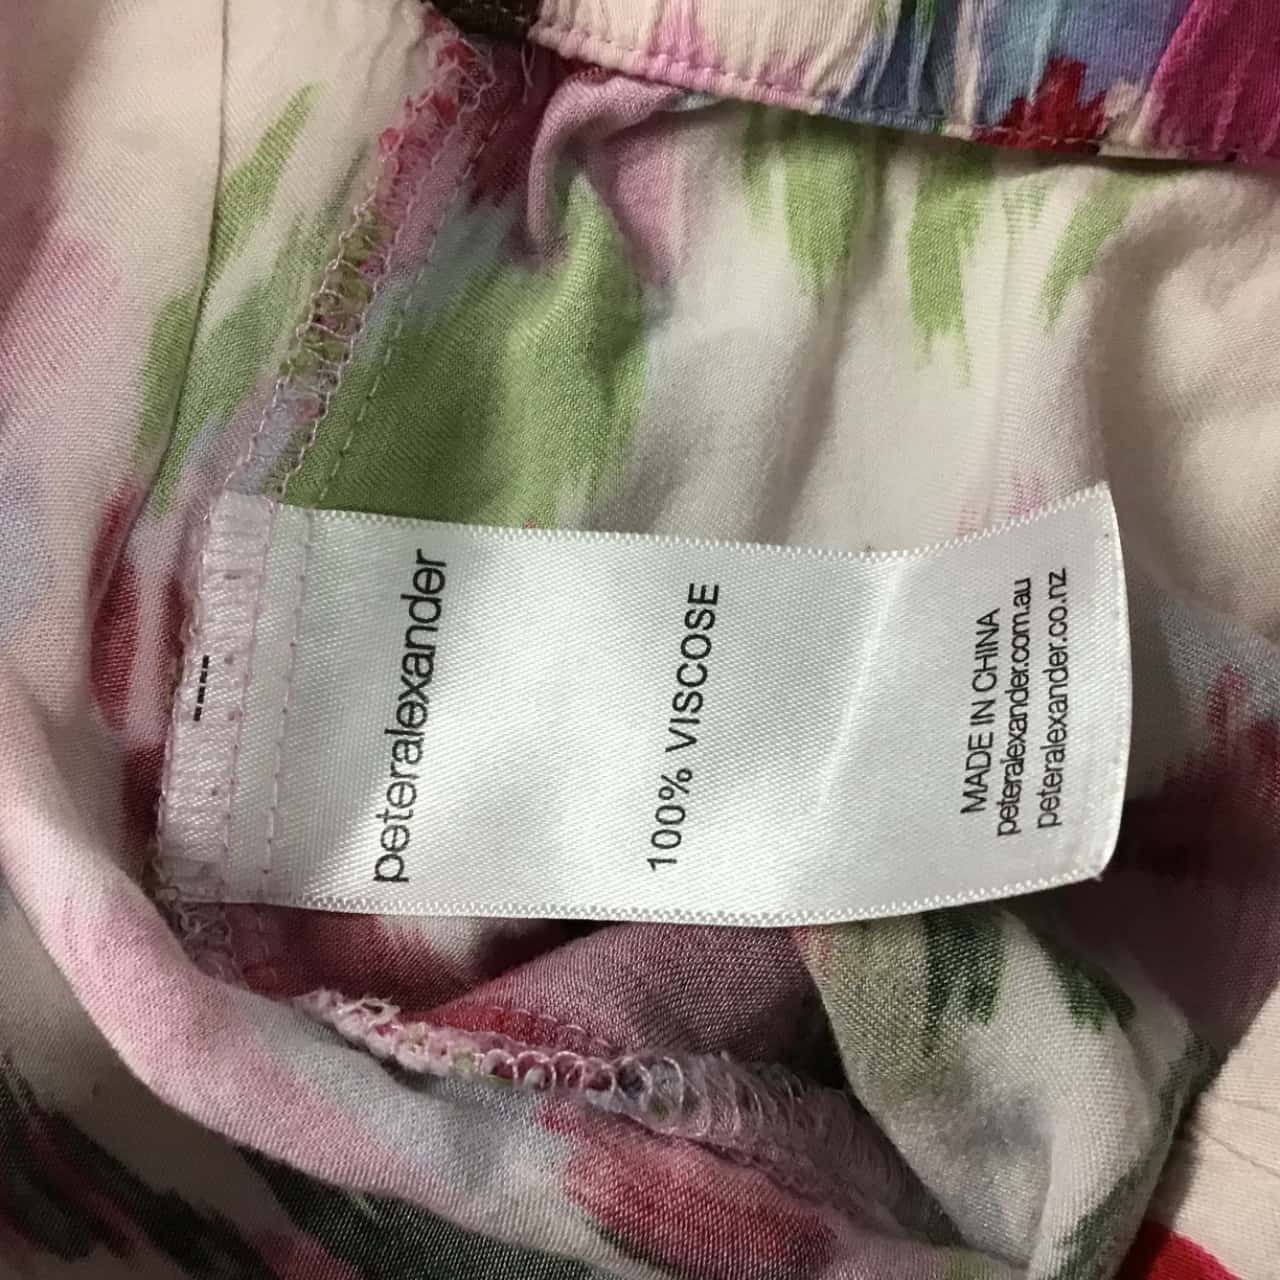 peteralexander
100% VISCOSE
MADE IN CHINA
peteralexander.com.au
peteralexander.co.nz